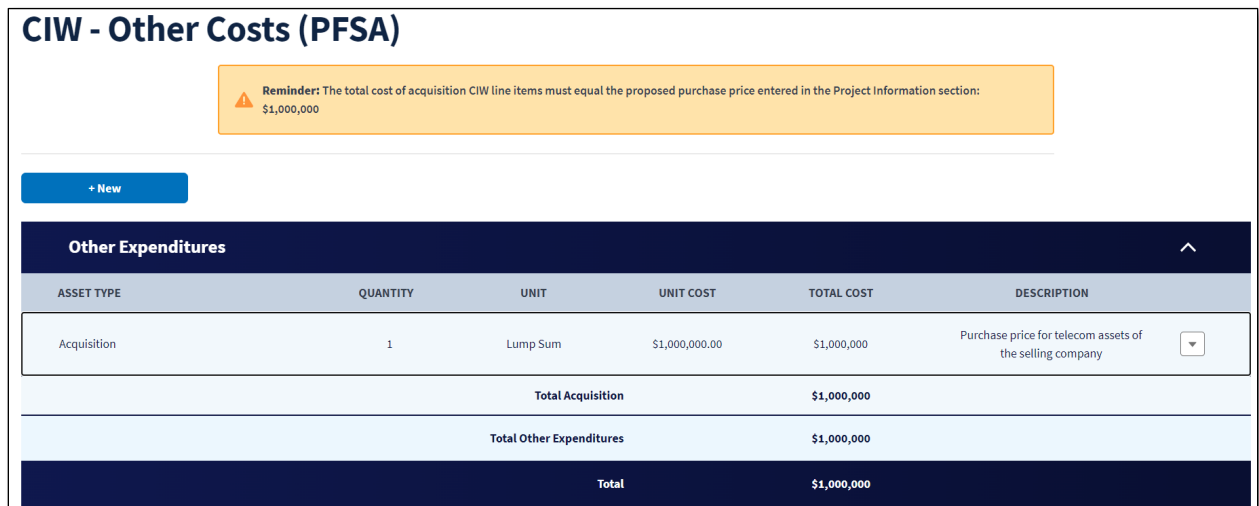 CIW - Other Costs (PFSA)
Reminder: The total cost of acquisition CIW line items must equal the proposed purchase price entered in the Project Information section:
$1,000,000
+ New
Other Expenditures
ASSET TYPE QUANTITY UNIT UNIT COST TOTAL COST DESCRIPTION
Acquisition 1 Lump Sum $1,000,000.00 $1,000,000 Purchase price for telecom assets of
the selling company
Total Acquisition $1,000,000
Total Other Expenditures $1,000,000
Total $1,000,000